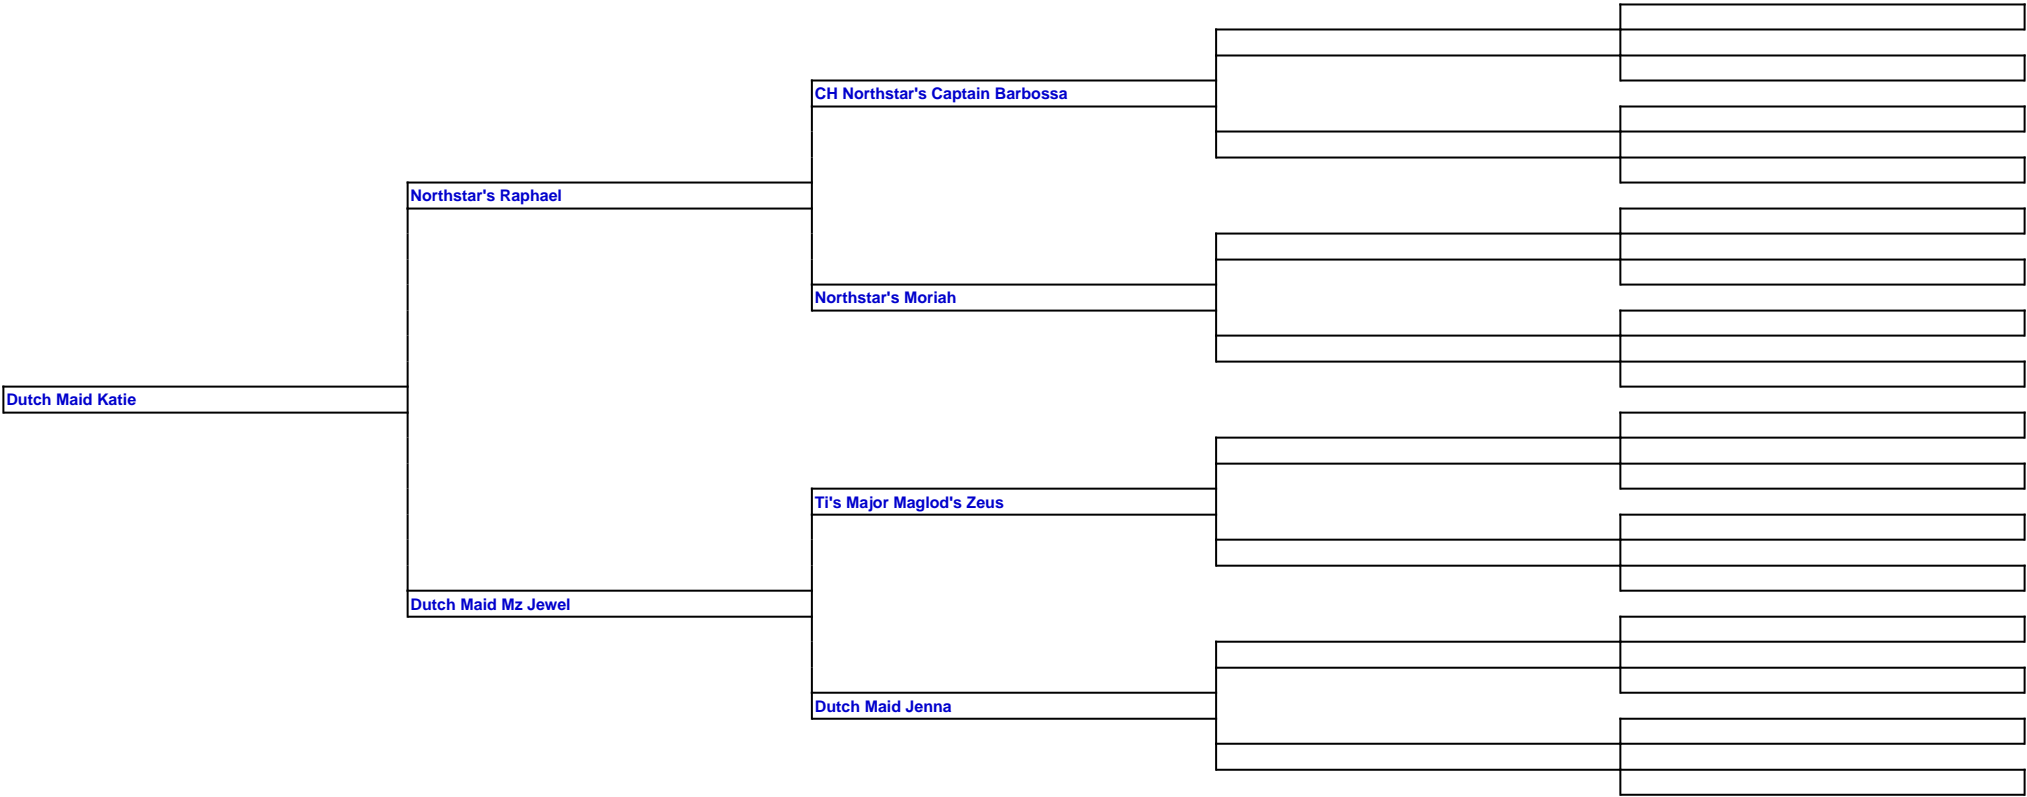 CH Northstar's Captain Barbossa
Northstar's Raphael
Northstar's Moriah
Dutch Maid Katie
Ti's Major Maglod's Zeus
Dutch Maid Mz Jewel
Dutch Maid Jenna